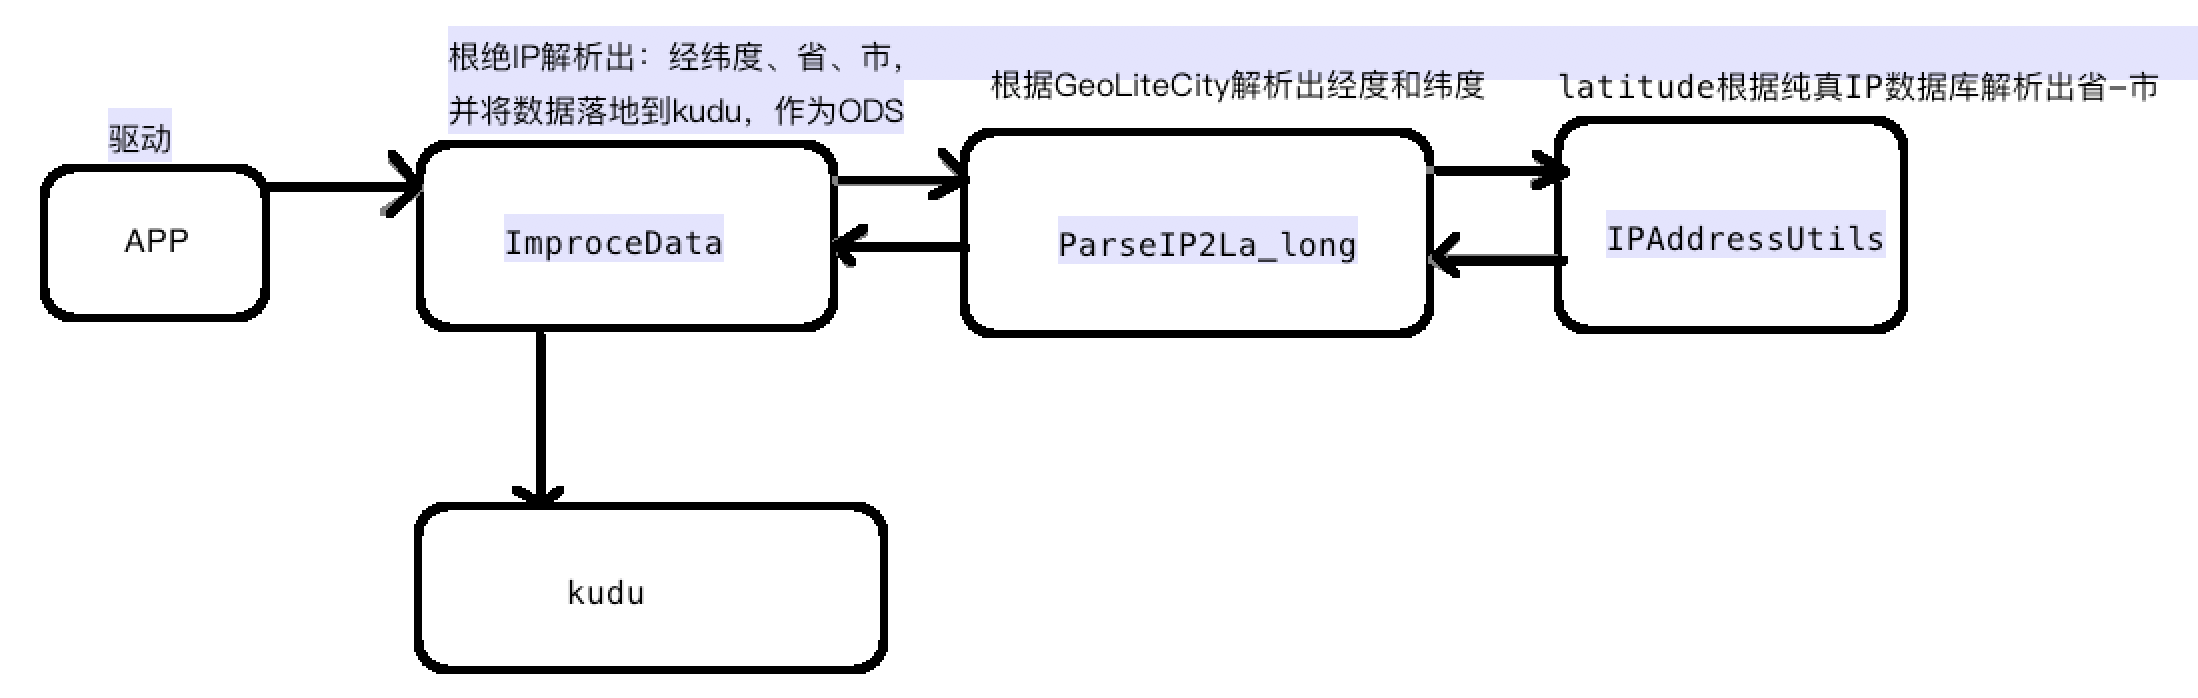 根绝IP解析出：经纬度、省、市，
并将数据落地到kudu，作为ODS
根据GeoLiteCity解析出经度和纬度
latitude根据纯真IP数据库解析出省-市
驱动
APP
ImproceData
ParseIP2La_long
IPAddressUtils
kudu